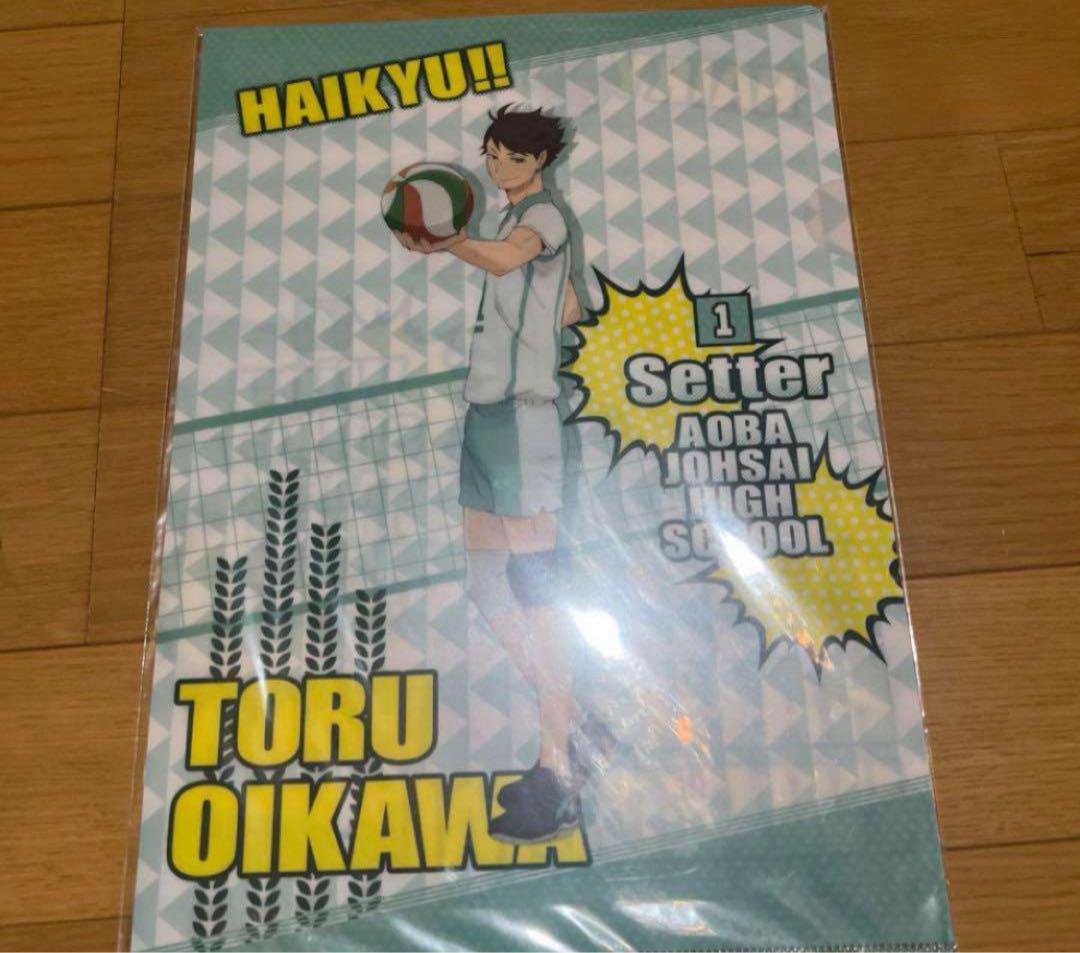 HAIKYU!!
1
Setter
AOBA
JOHSAI
HIGH
SCHOOL
TORU
OIKAWA